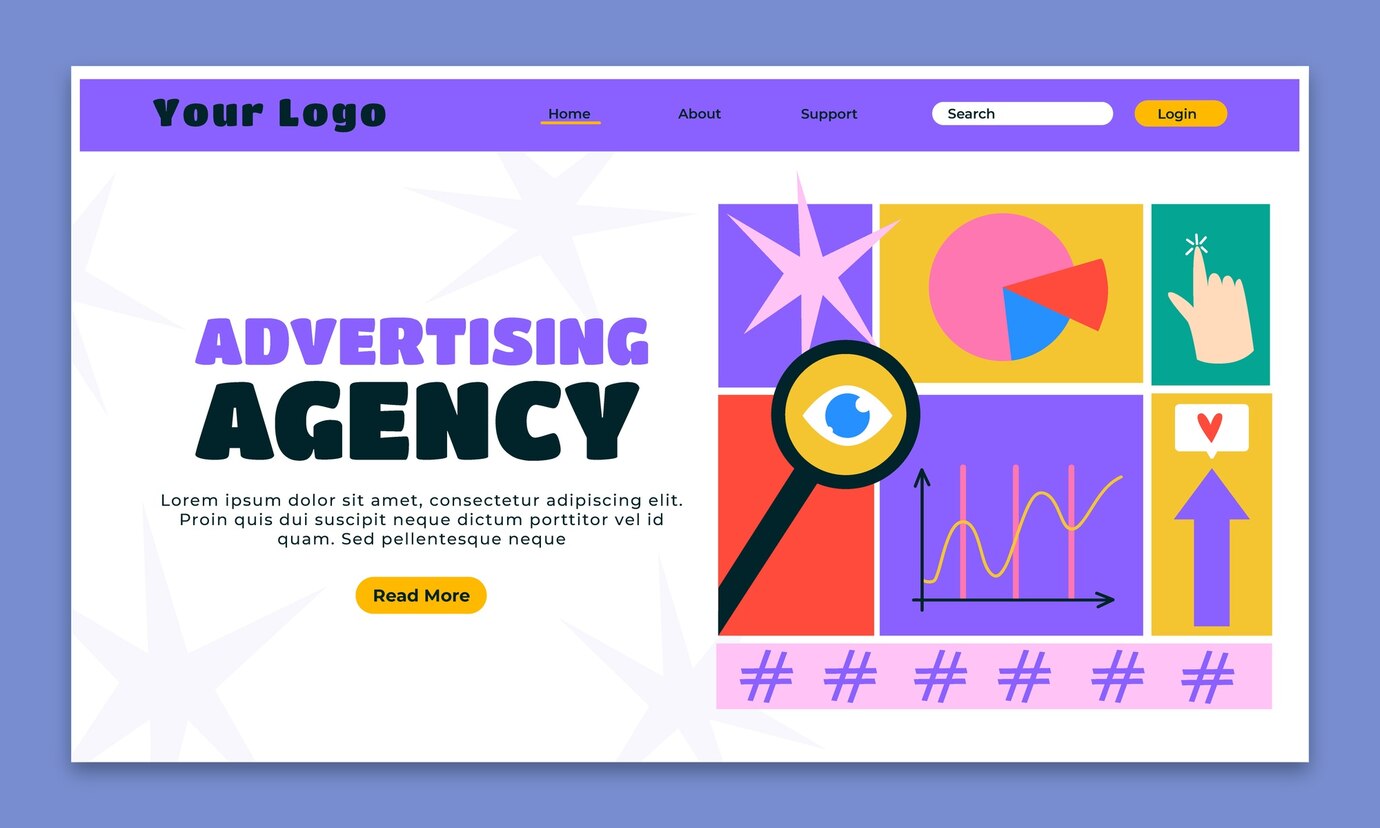 Your Logo
Home
About
Support
Search
Login
ADVERTISING
AGENCY
Lorem ipsum dolor sit amet, consectetur adipiscing elit.
Proin quis dui suscipit neque dictum porttitor vel id
quam. Sed pellentesque neque
Read More
# # # # # #